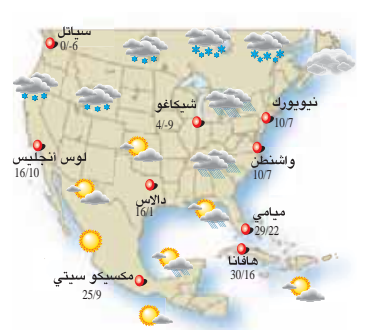 سياتل
0/-6
نيويورك
10/7
شيكاغو
4/-9
لوس أنجليس
16/10
واشنطن
10/7
دالاس
16/1
ميامي
29/22
هافانا
30/16
مكسيكو سيتي
25/9